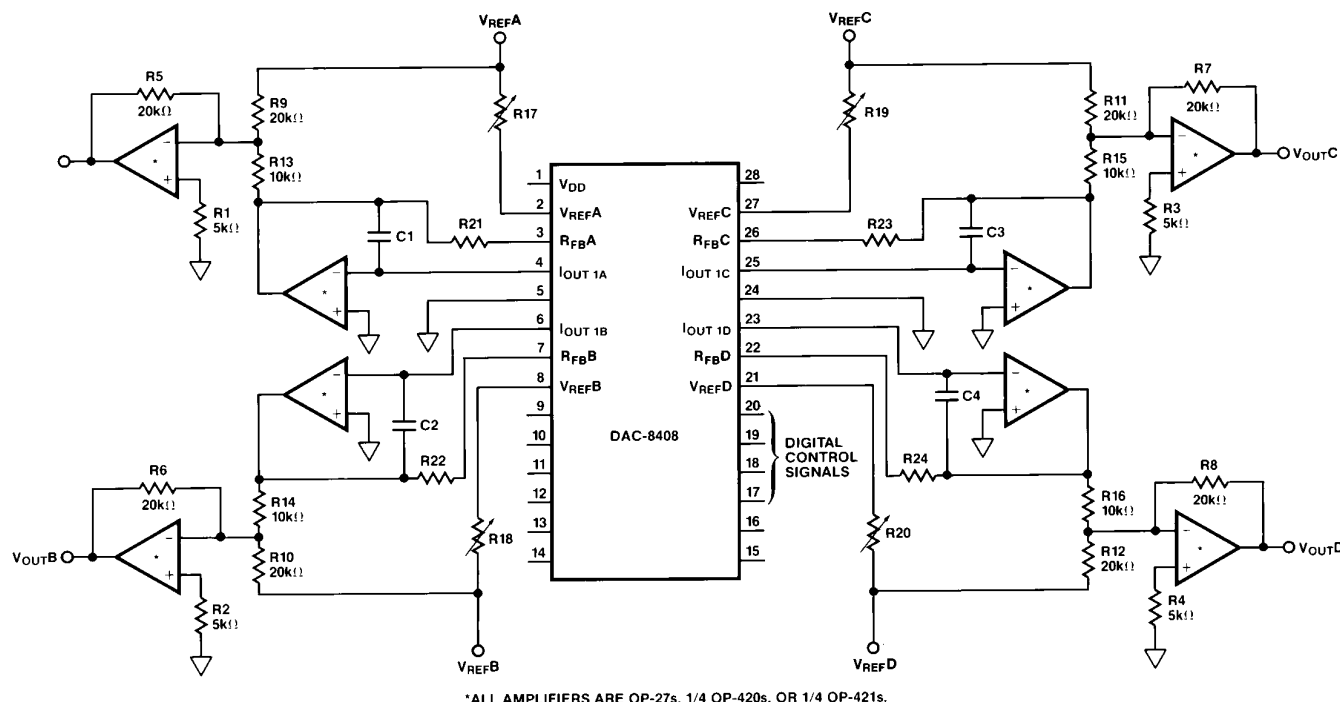 VREFA
VREFC
R5
20kΩ
R9
20kΩ
R17
R13
10kΩ
R1
5kΩ
R21
C1
R19
R11
20kΩ
R7
20kΩ
R15
10kΩ
VOUTC
R3
5kΩ
R23
C3
1 VDD
2 VREFA
3 RFBA
4 IOUT 1A
5
6 IOUT 1B
7 RFBB
8 VREFB
9
10
11
12
13
14
DAC-8408
28
VREFC 27
RFBC 26
IOUT 1C 25
24
IOUT 1D 23
RFBD 22
VREFD 21
20
19
18
17
16
15
DIGITAL
CONTROL
SIGNALS
C2
R22
R6
20kΩ
R14
10kΩ
R10
20kΩ
R18
VOUTB
R2
5kΩ
VREFB
C4
R24
R20
R16
10kΩ
R12
20kΩ
R8
20kΩ
VOUTD
R4
5kΩ
VREFD
*ALL AMPLIFIERS ARE OP-27s, 1/4 OP-420s, OR 1/4 OP-421s.